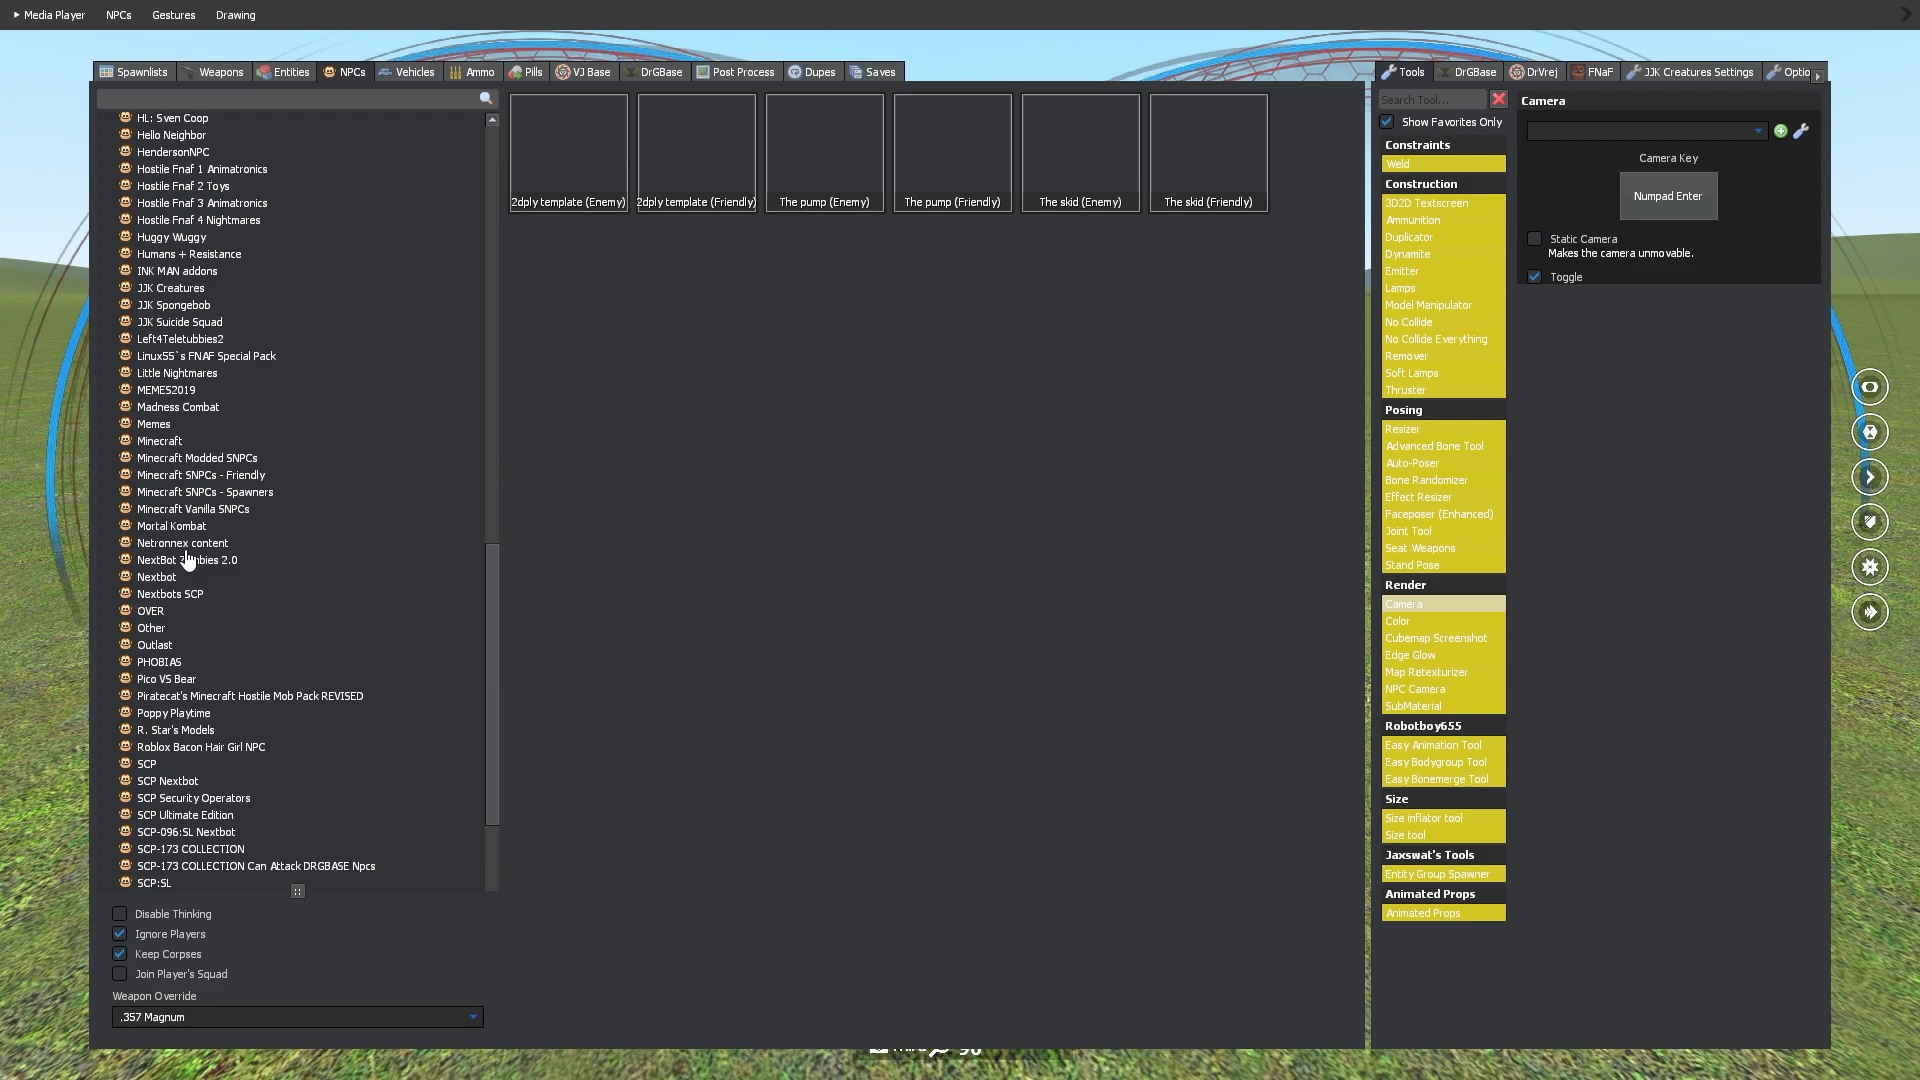 Media Player NPCs Gestures Drawing
Spawnlists Weapons Entities NPCs Vehicles Ammo Pills VJ Base DrGBase Post Process Dupes Saves
HL: Sven Coop
Hello Neighbor
HendersonNPC
Hostile Fnaf 1 Animatronics
Hostile Fnaf 2 Toys
Hostile Fnaf 3 Animatronics
Hostile Fnaf 4 Nightmares
Huggy Wuggy
Humans + Resistance
INK MAN addons
JJK Creatures
JJK Spongebob
JJK Suicide Squad
Left4Teletubbies2
Linux55`s FNAF Special Pack
Little Nightmares
MEMES2019
Madness Combat
Memes
Minecraft
Minecraft Modded SNPCs
Minecraft SNPCs - Friendly
Minecraft SNPCs - Spawners
Minecraft Vanilla SNPCs
Mortal Kombat
Netronnex content
NextBot Zombies 2.0
Nextbot
Nextbots SCP
OVER
Other
Outlast
PHOBIAS
Pico VS Bear
Piratecat's Minecraft Hostile Mob Pack REVISED
Poppy Playtime
R. Star's Models
Roblox Bacon Hair Girl NPC
SCP
SCP Nextbot
SCP Security Operators
SCP Ultimate Edition
SCP-096:SL Nextbot
SCP-173 COLLECTION
SCP-173 COLLECTION Can Attack DRGBASE Npcs
SCP:SL
Disable Thinking
Ignore Players
Keep Corpses
Join Player's Squad
Weapon Override
.357 Magnum
2dply template (Enemy) 2dply template (Friendly) The pump (Enemy) The pump (Friendly) The skid (Enemy) The skid (Friendly)
90
Tools DrGBase DrVrej FNaF JJK Creatures Settings Optio
Search Tool...
Show Favorites Only
Constraints
Weld
Construction
3D2D Textscreen
Ammunition
Duplicator
Dynamite
Emitter
Lamps
Model Manipulator
No Collide
No Collide Everything
Remover
Soft Lamps
Thruster
Posing
Resizer
Advanced Bone Tool
Auto-Poser
Bone Randomizer
Effect Resizer
Faceposer (Enhanced)
Joint Tool
Seat Weapons
Stand Pose
Render
Camera
Color
Cubemap Screenshot
Edge Glow
Map Retexturizer
NPC Camera
SubMaterial
Robotboy655
Easy Animation Tool
Easy Bodygroup Tool
Easy Bonemerge Tool
Size
Size inflator tool
Size tool
Jaxswat's Tools
Entity Group Spawner
Animated Props
Animated Props
Camera
Camera Key
Numpad Enter
Static Camera
Makes the camera unmovable.
Toggle